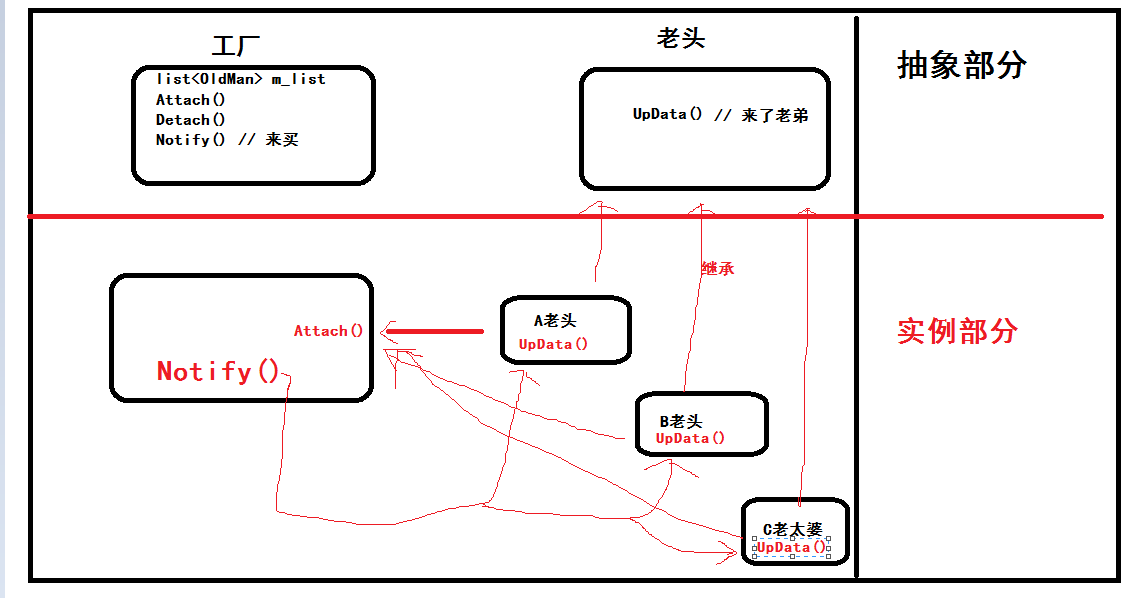 工厂
老头
抽象部分
list<OldMan> m_list
Attach()
Detach()
Notify() // 来买
UpData() // 来了老弟
继承
实例部分
Attach()
Notify()
A老头
UpData()
B老头
UpData()
C老太婆
UpData()